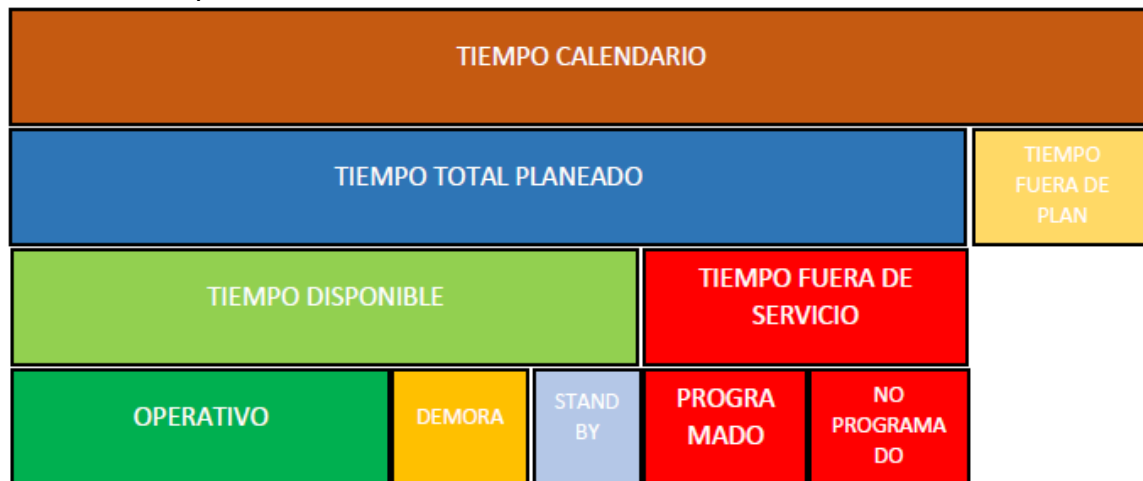 TIEMPO CALENDARIO
TIEMPO TOTAL PLANEADO
TIEMPO
FUERA DE
PLAN
TIEMPO DISPONIBLE
TIEMPO FUERA DE
SERVICIO
OPERATIVO
DEMORA
STAND
BY
PROGRA
MADO
NO
PROGRAMA
DO